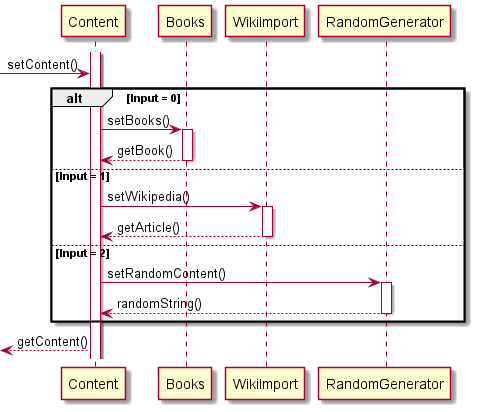 Content Books WikiImport RandomGenerator
setContent()
alt [Input = 0]
setBooks()
getBook()
[Input = 1]
setWikipedia()
getArticle()
[Input = 2]
setRandomContent()
randomString()
getContent()
Content Books WikiImport RandomGenerator